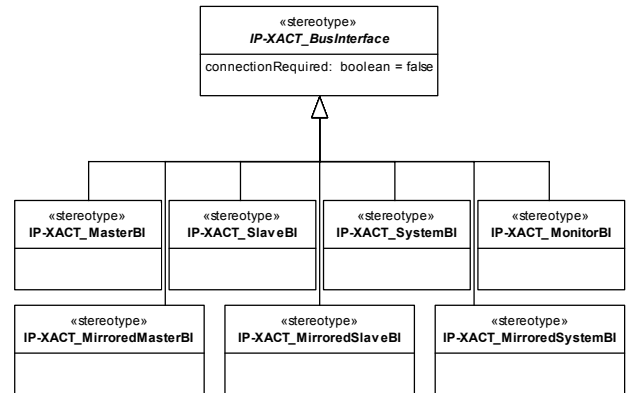 «stereotype»
IP-XACT_BusInterface
connectionRequired: boolean = false
«stereotype»
IP-XACT_MasterBI
«stereotype»
IP-XACT_SlaveBI
«stereotype»
IP-XACT_SystemBI
«stereotype»
IP-XACT_MonitorBI
«stereotype»
IP-XACT_MirroredMasterBI
«stereotype»
IP-XACT_MirroredSlaveBI
«stereotype»
IP-XACT_MirroredSystemBI